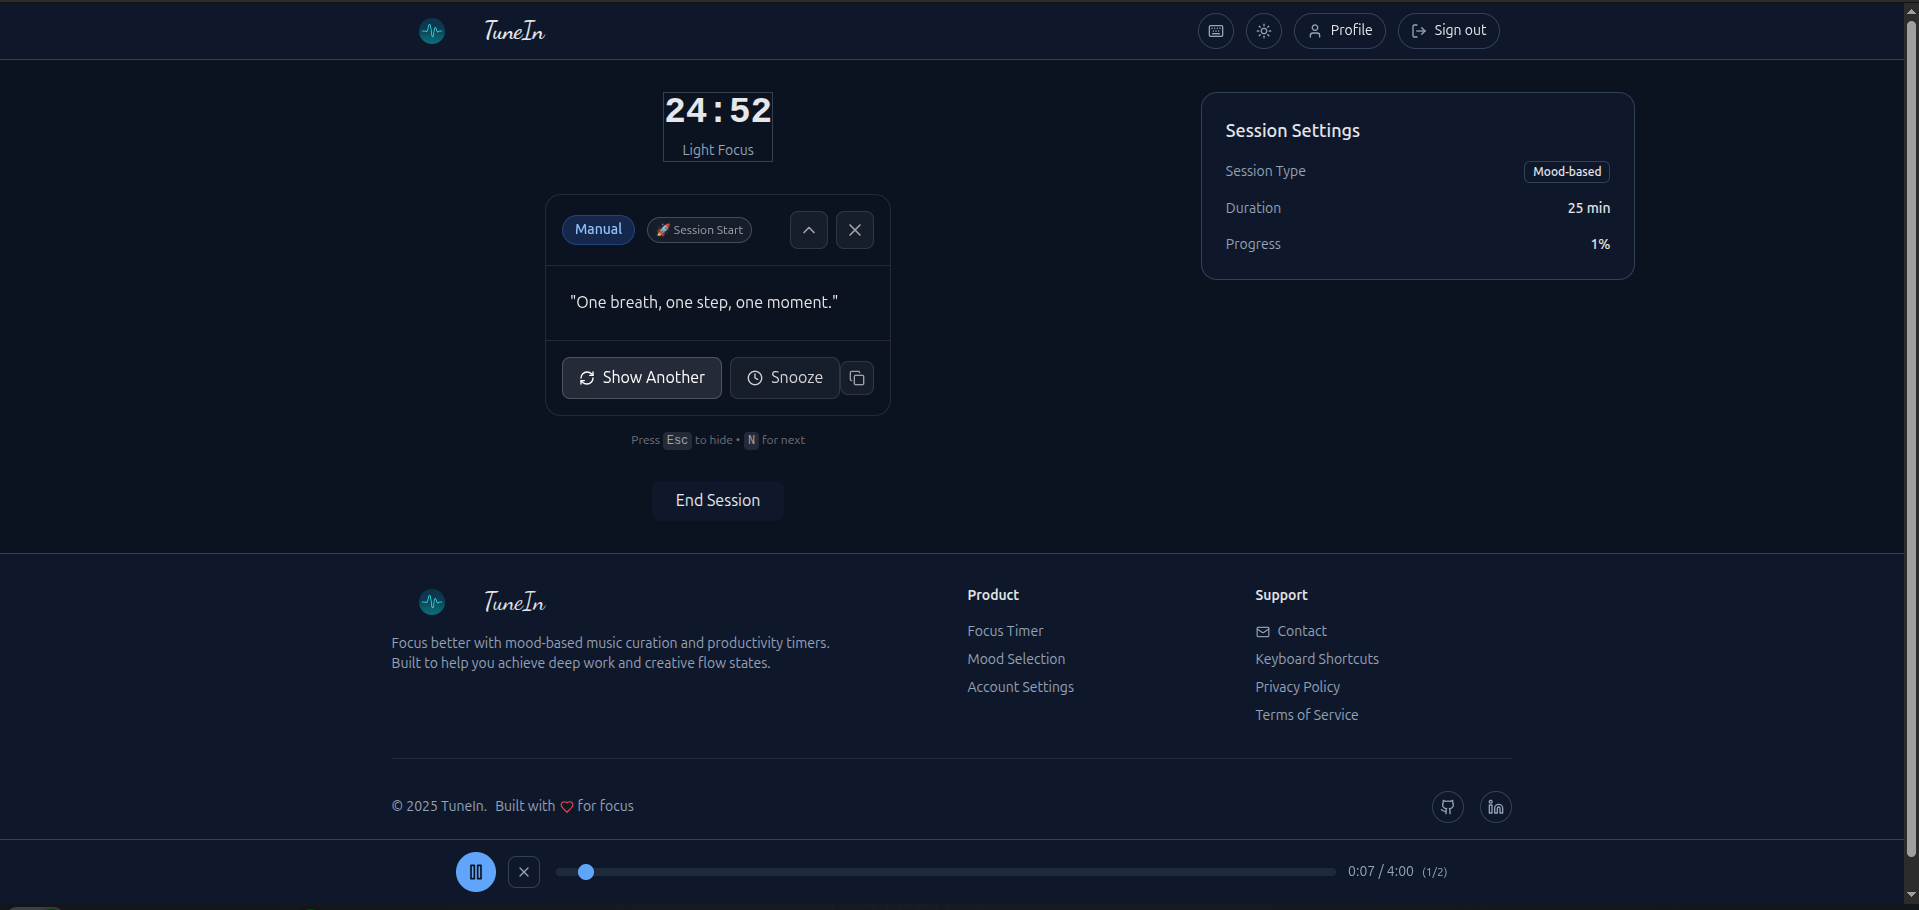 TuneIn
Profile
Sign out
24:52
Light Focus
Manual
🚀 Session Start
"One breath, one step, one moment."
Show Another
Snooze
Press Esc to hide • N for next
End Session
Session Settings
Session Type Mood-based
Duration 25 min
Progress 1%
TuneIn
Focus better with mood-based music curation and productivity timers.
Built to help you achieve deep work and creative flow states.
Product
Focus Timer
Mood Selection
Account Settings
Support
Contact
Keyboard Shortcuts
Privacy Policy
Terms of Service
© 2025 TuneIn. Built with for focus
0:07 / 4:00 (1/2)